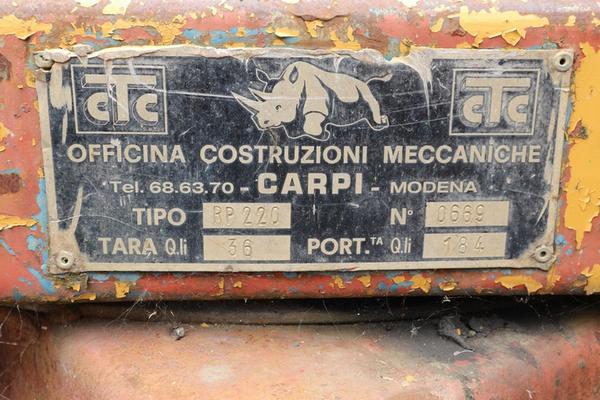 CTC CTC
OFFICINA COSTRUZIONI MECCANICHE
Tel. 68.63.70 - CARPI - MODENA
TIPO RP 220 N° 0669
TARA Q.li 36 PORT.TA Q.li 184